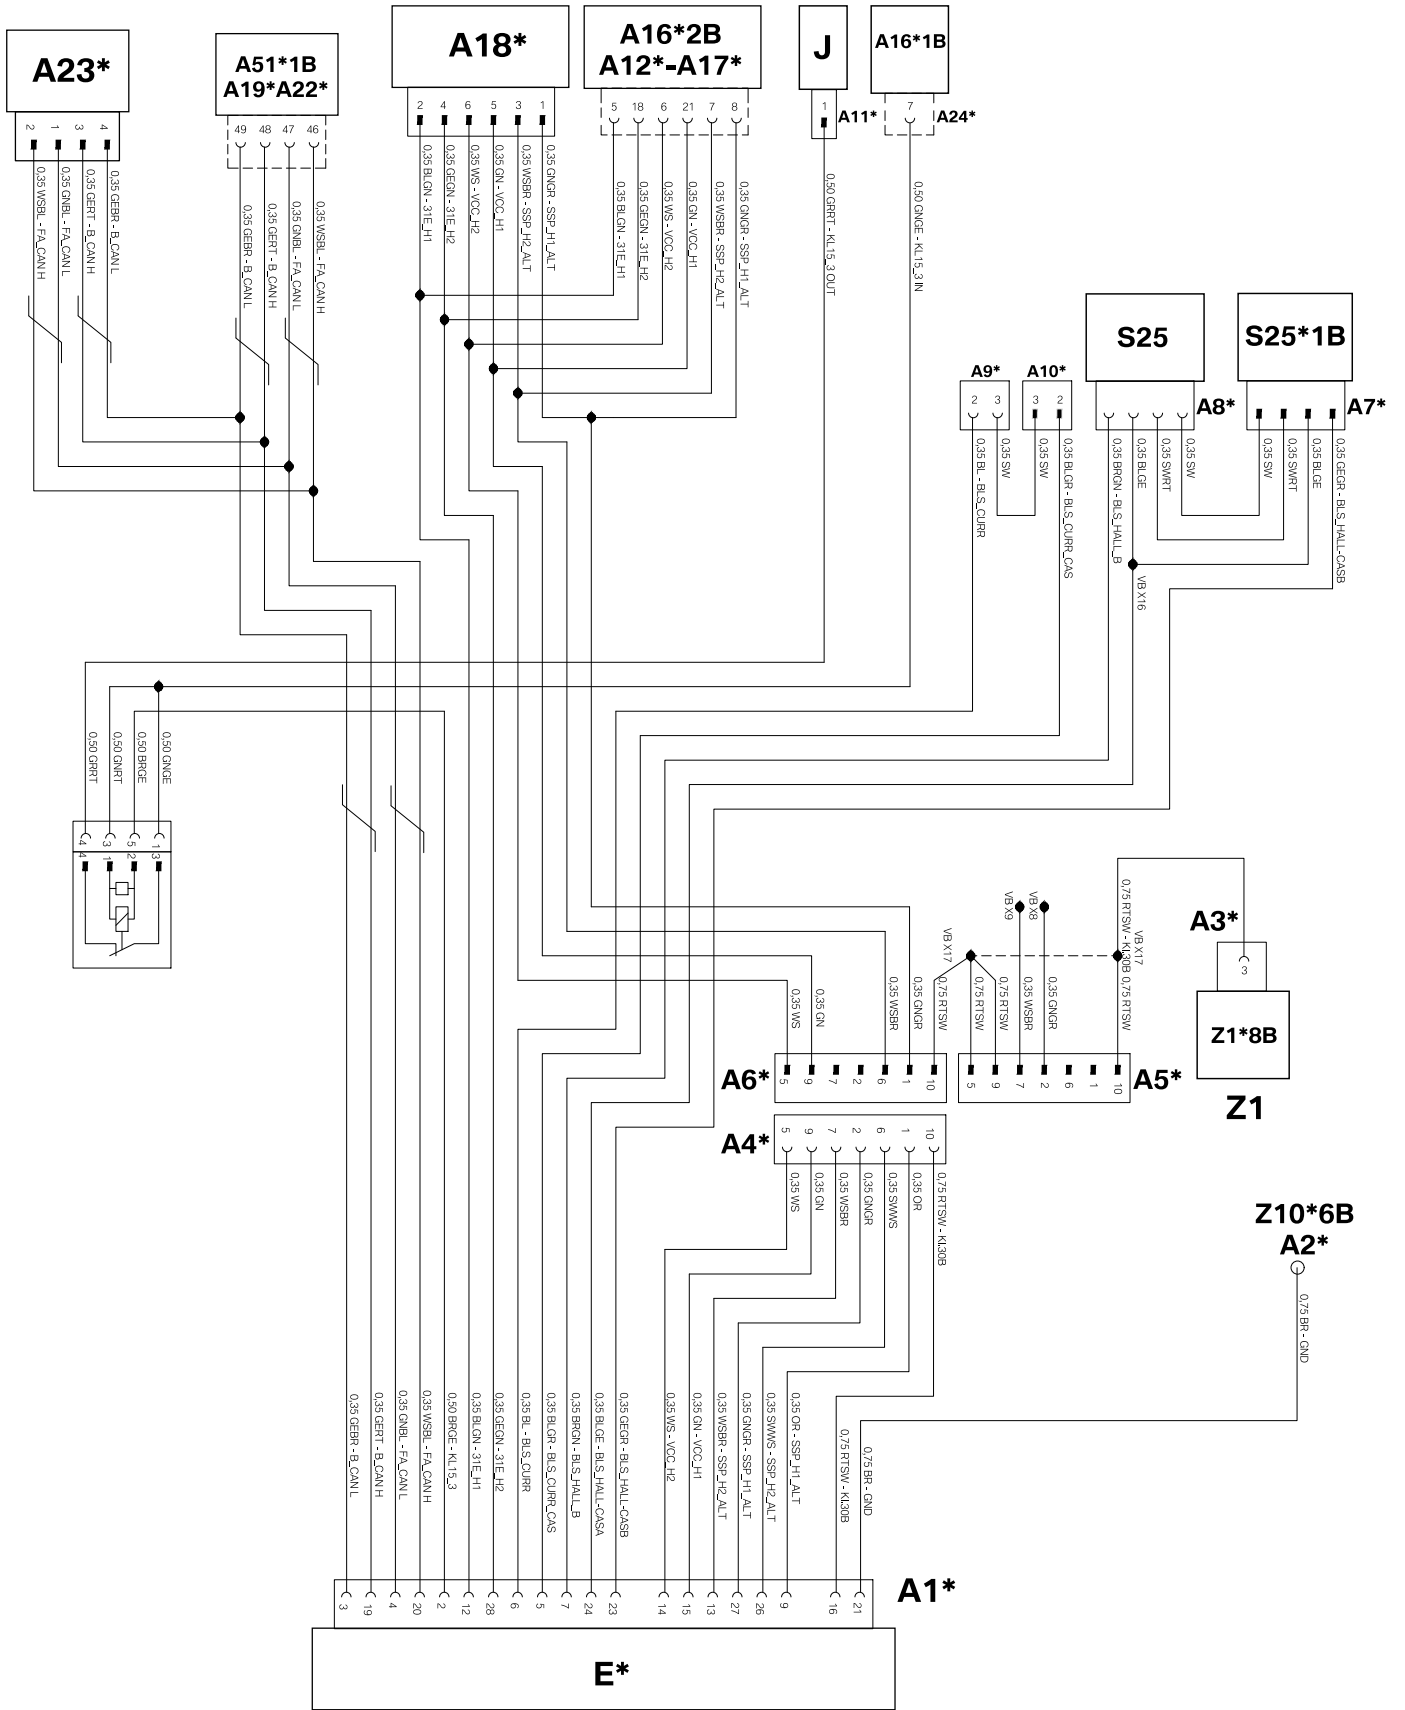 A23*
2 1 3 4
0,35 WSBL - FA_CAN H
0,35 GNBL - FA_CAN L
0,35 GERT - B_CAN H
0,35 GEBR - B_CAN L
A51*1B
A19*A22*
49 48 47 46
0,35 GEBR - B_CAN L
0,35 GERT - B_CAN H
0,35 GNBL - FA_CAN L
0,35 WSBL - FA_CAN H
A18*
2 4 6 5 3 1
0,35 BLGN - 31E_H1
0,35 GEGN - 31E_H2
0,35 WS - VCC_H2
0,35 GN - VCC_H1
0,35 WSBR - SSP_H2_ALT
0,35 GNGR - SSP_H1_ALT
A16*2B
A12*-A17*
5 18 6 21 7 8
0,35 BLGN - 31E_H1
0,35 GEGN - 31E_H2
0,35 WS - VCC_H2
0,35 GN - VCC_H1
0,35 WSBR - SSP_H2_ALT
0,35 GNGR - SSP_H1_ALT
J
1
A11*
0,50 GRRT - KL15_3 OUT
A16*1B
7
A24*
0,50 GNGE - KL15_3 IN
A9*
2 3
0,35 BL - BLS_CURR
0,35 SW
A10*
3 2
0,35 SW
0,35 BLGR - BLS_CURR_CAS
S25
A8*
0,35 BRGN - BLS_HALL_B
0,35 BLGE
0,35 SWRT
0,35 SW
VB X16
S25*1B
A7*
0,35 SW
0,35 SWRT
0,35 BLGE
0,35 GEGR - BLS_HALL-CASB
0,50 GRRT
0,50 GNRT
0,50 BRGE
0,50 GNGE
4 3 5 1
4 1 2 3
0,35 WS
0,35 GN
0,35 WSBR
0,35 GNGR
0,75 RTSW
VB X17
0,75 RTSW
0,75 RTSW
VB X9
0,35 WSBR
VB X8
0,35 GNGR
0,75 RTSW - KI.30B
VB X17
0,75 RTSW
A3*
3
Z1*8B
Z1
A6*
5 9 7 2 6 1 10
5 9 7 2 6 1 10
A5*
A4*
5 9 7 2 6 1 10
0,35 WS
0,35 GN
0,35 WSBR
0,35 GNGR
0,35 SWWS
0,35 OR
0,75 RTSW - KI.30B
Z10*6B
A2*
0,75 BR - GND
0,35 GEBR - B_CAN L
0,35 GERT - B_CAN H
0,35 GNBL - FA_CAN L
0,35 WSBL - FA_CAN H
0,50 BRGE - KL15_3
0,35 BLGN - 31E_H1
0,35 GEGN - 31E_H2
0,35 BL - BLS_CURR
0,35 BLGR - BLS_CURR_CAS
0,35 BRGN - BLS_HALL_B
0,35 BLGE - BLS_HALL-CASA
0,35 GEGR - BLS_HALL-CASB
0,35 WS - VCC_H2
0,35 GN - VCC_H1
0,35 WSBR - SSP_H2_ALT
0,35 GNGR - SSP_H1_ALT
0,35 SWWS - SSP_H2_ALT
0,35 OR - SSP_H1_ALT
0,75 RTSW - KI.30B
0,75 BR - GND
3 19 4 20 2 12 28 6 5 7 24 23 14 15 13 27 26 9 16 21
A1*
E*